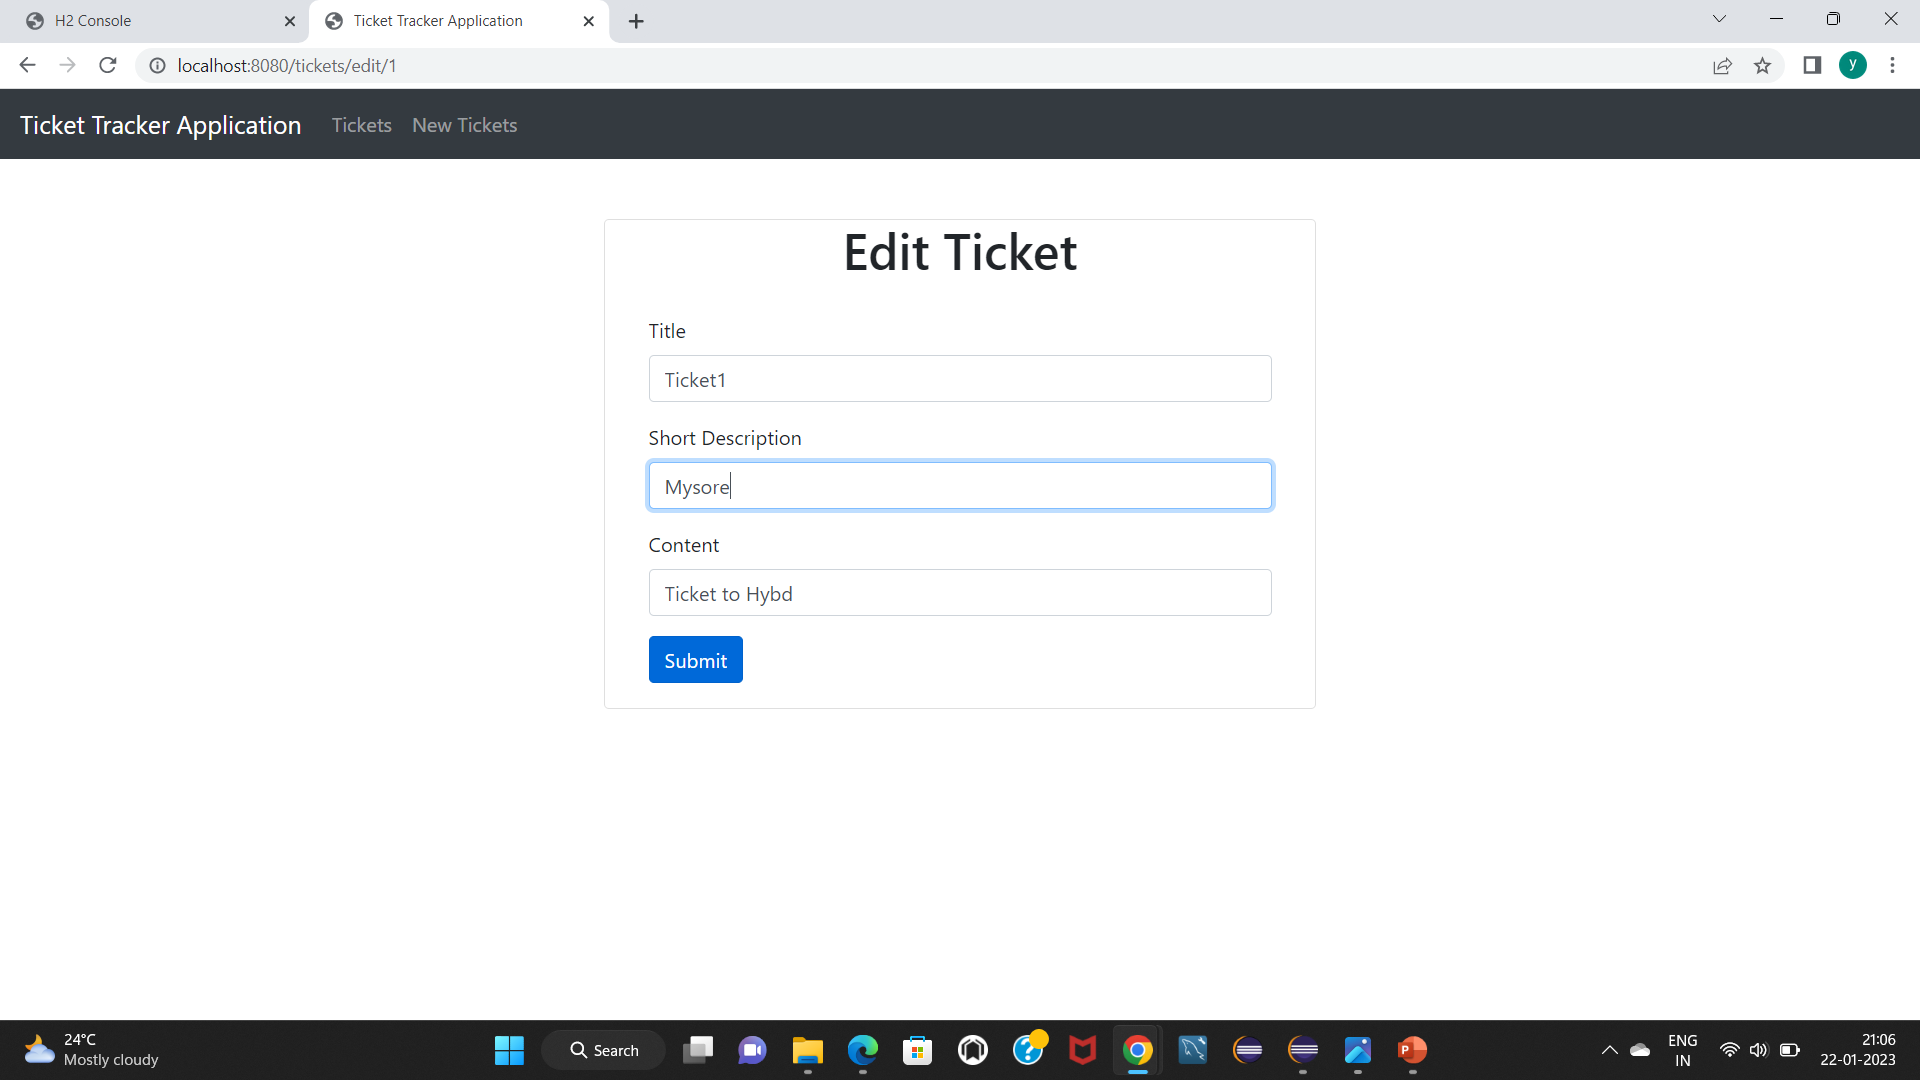 H2 Console
Ticket Tracker Application
localhost:8080/tickets/edit/1
y
Ticket Tracker Application Tickets New Tickets
Edit Ticket
Title
Ticket1
Short Description
Mysore
Content
Ticket to Hybd
Submit
24°C
Mostly cloudy
Search
P
ENG
IN
21:06
22-01-2023